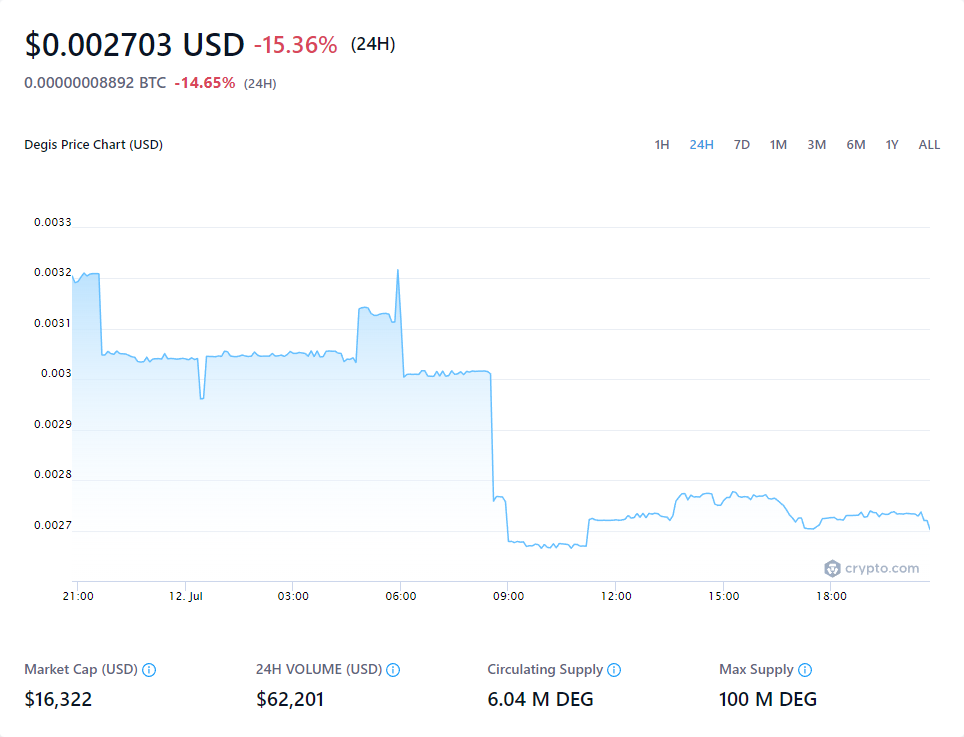 $0.002703 USD -15.36% (24H)
0.00000008892 BTC -14.65% (24H)
Degis Price Chart (USD)
1H 24H 7D 1M 3M 6M 1Y ALL
0.0033
0.0032
0.0031
0.003
0.0029
0.0028
0.0027
crypto.com
21:00 12. Jul 03:00 06:00 09:00 12:00 15:00 18:00
Market Cap (USD) 24H VOLUME (USD) Circulating Supply Max Supply
$16,322 $62,201 6.04 M DEG 100 M DEG